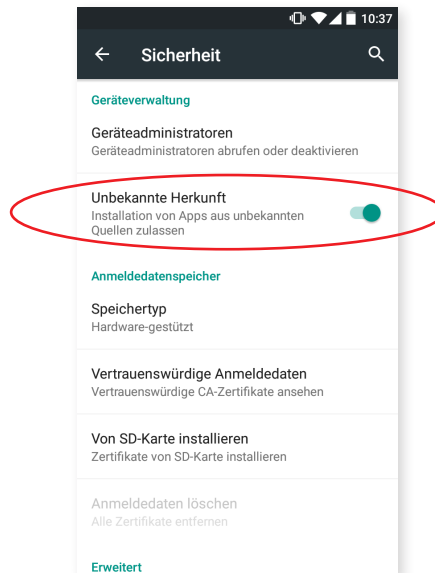 10:37
Sicherheit
Geräteverwaltung
Geräteadministratoren
Geräteadministratoren abrufen oder deaktivieren
Unbekannte Herkunft
Installation von Apps aus unbekannten
Quellen zulassen
Anmeldedatenspeicher
Speichertyp
Hardware-gestützt
Vertrauenswürdige Anmeldedaten
Vertrauenswürdige CA-Zertifikate ansehen
Von SD-Karte installieren
Zertifikate von SD-Karte installieren
Anmeldedaten löschen
Alle Zertifikate entfernen
Erweitert